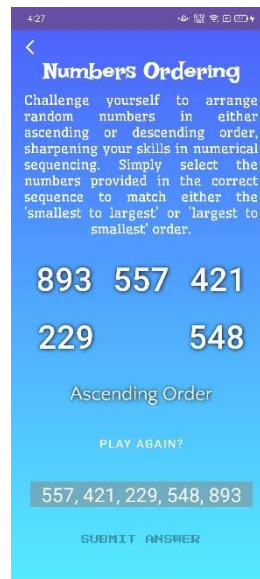 4:27
Numbers Ordering
Challenge yourself to arrange
random numbers in either
ascending or descending order,
sharpening your skills in numerical
sequencing. Simply select the
numbers provided in the correct
sequence to match either the
'smallest to largest' or 'largest to
smallest' order.
893 557 421
229 548
Ascending Order
PLAY AGAIN?
557, 421, 229, 548, 893
SUBMIT ANSWER